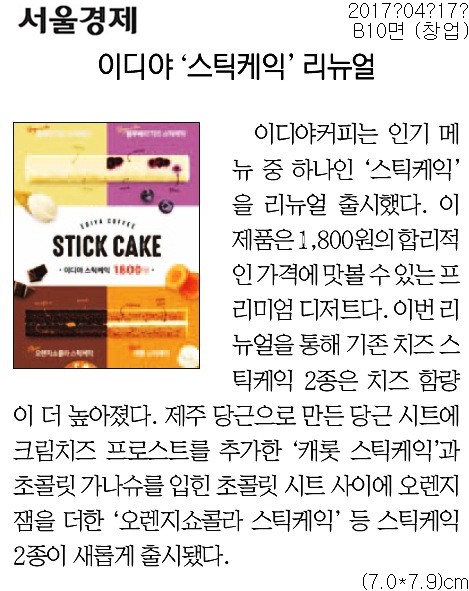 서울경제
2017?04?17?
B10면 (창업)
이디야 ‘스틱케익’ 리뉴얼
EDIYA COFFEE
STICK CAKE
· 이디야 스틱케익 1800원 ·
오렌지쇼콜라 스틱케익
이디야커피는 인기 메
뉴 중 하나인 ‘스틱케익’
을 리뉴얼 출시했다. 이
제품은 1,800원의 합리적
인 가격에 맛볼 수 있는 프
리미엄 디저트다. 이번 리
뉴얼을 통해 기존 치즈 스
틱케익 2종은 치즈 함량
이 더 높아졌다. 제주 당근으로 만든 당근 시트에
크림치즈 프로스트를 추가한 ‘캐롯 스틱케익’과
초콜릿 가나슈를 입힌 초콜릿 시트 사이에 오렌지
잼을 더한 ‘오렌지쇼콜라 스틱케익’ 등 스틱케익
2종이 새롭게 출시됐다.
(7.0*7.9)cm